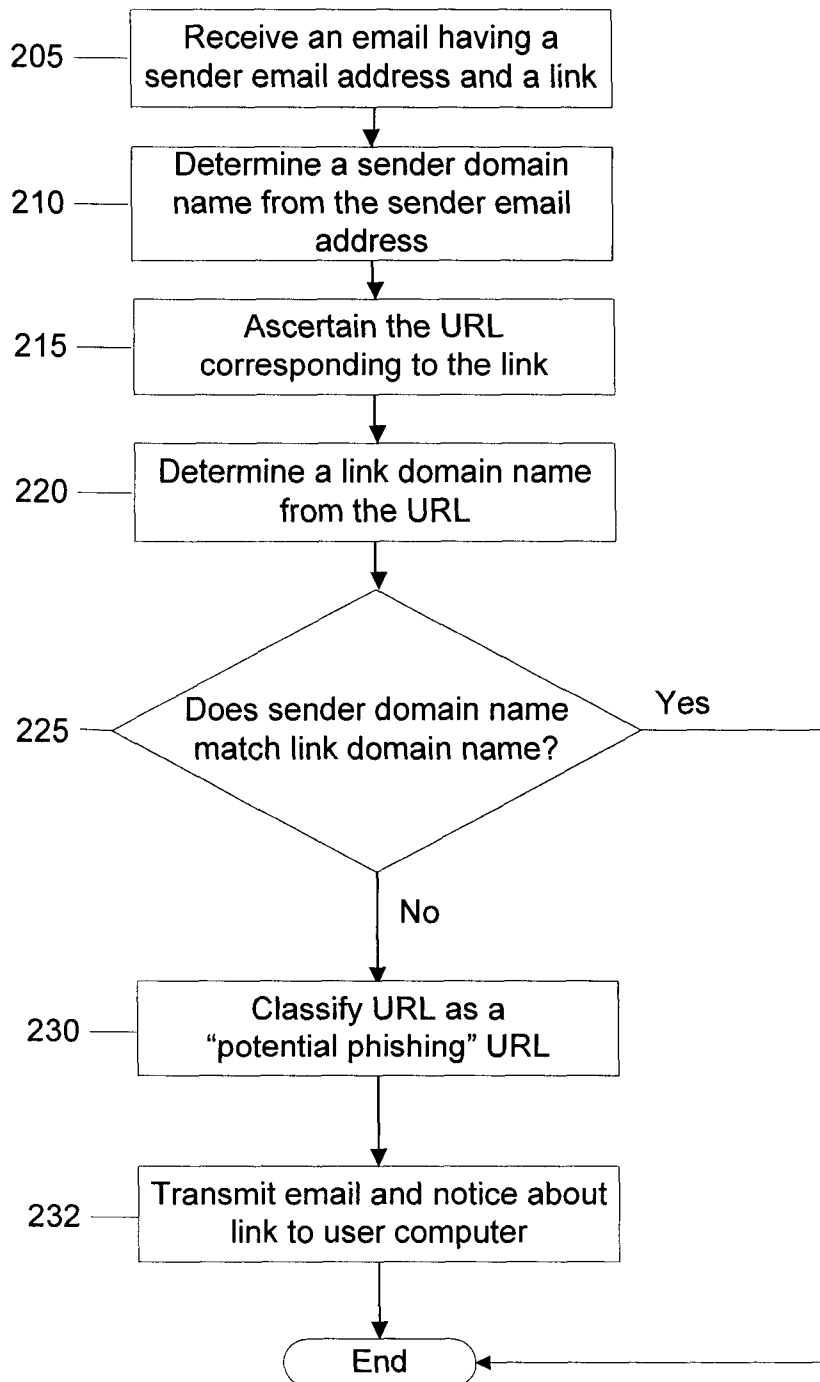 205
Receive an email having a
sender email address and a link
210
Determine a sender domain
name from the sender email
address
215
Ascertain the URL
corresponding to the link
220
Determine a link domain name
from the URL
225
Does sender domain name
match link domain name?
Yes
No
230
Classify URL as a
“potential phishing” URL
232
Transmit email and notice about
link to user computer
End